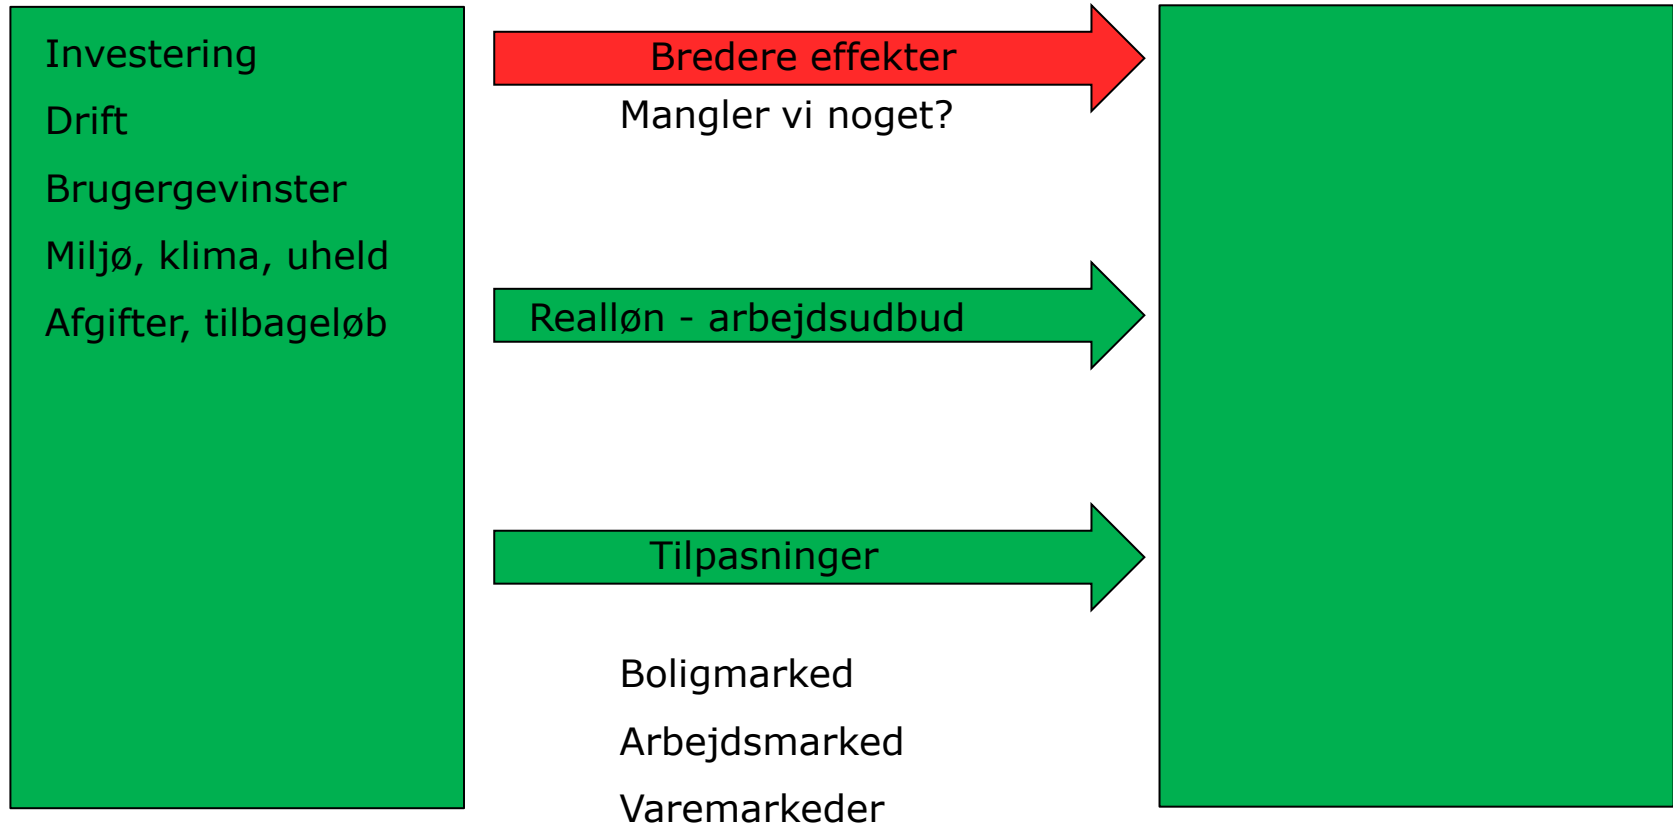 Investering
Drift
Brugergevinster
Miljø, klima, uheld
Afgifter, tilbageløb
Bredere effekter
Mangler vi noget?
Realløn - arbejdsudbud
Tilpasninger
Boligmarked
Arbejdsmarked
Varemarkeder